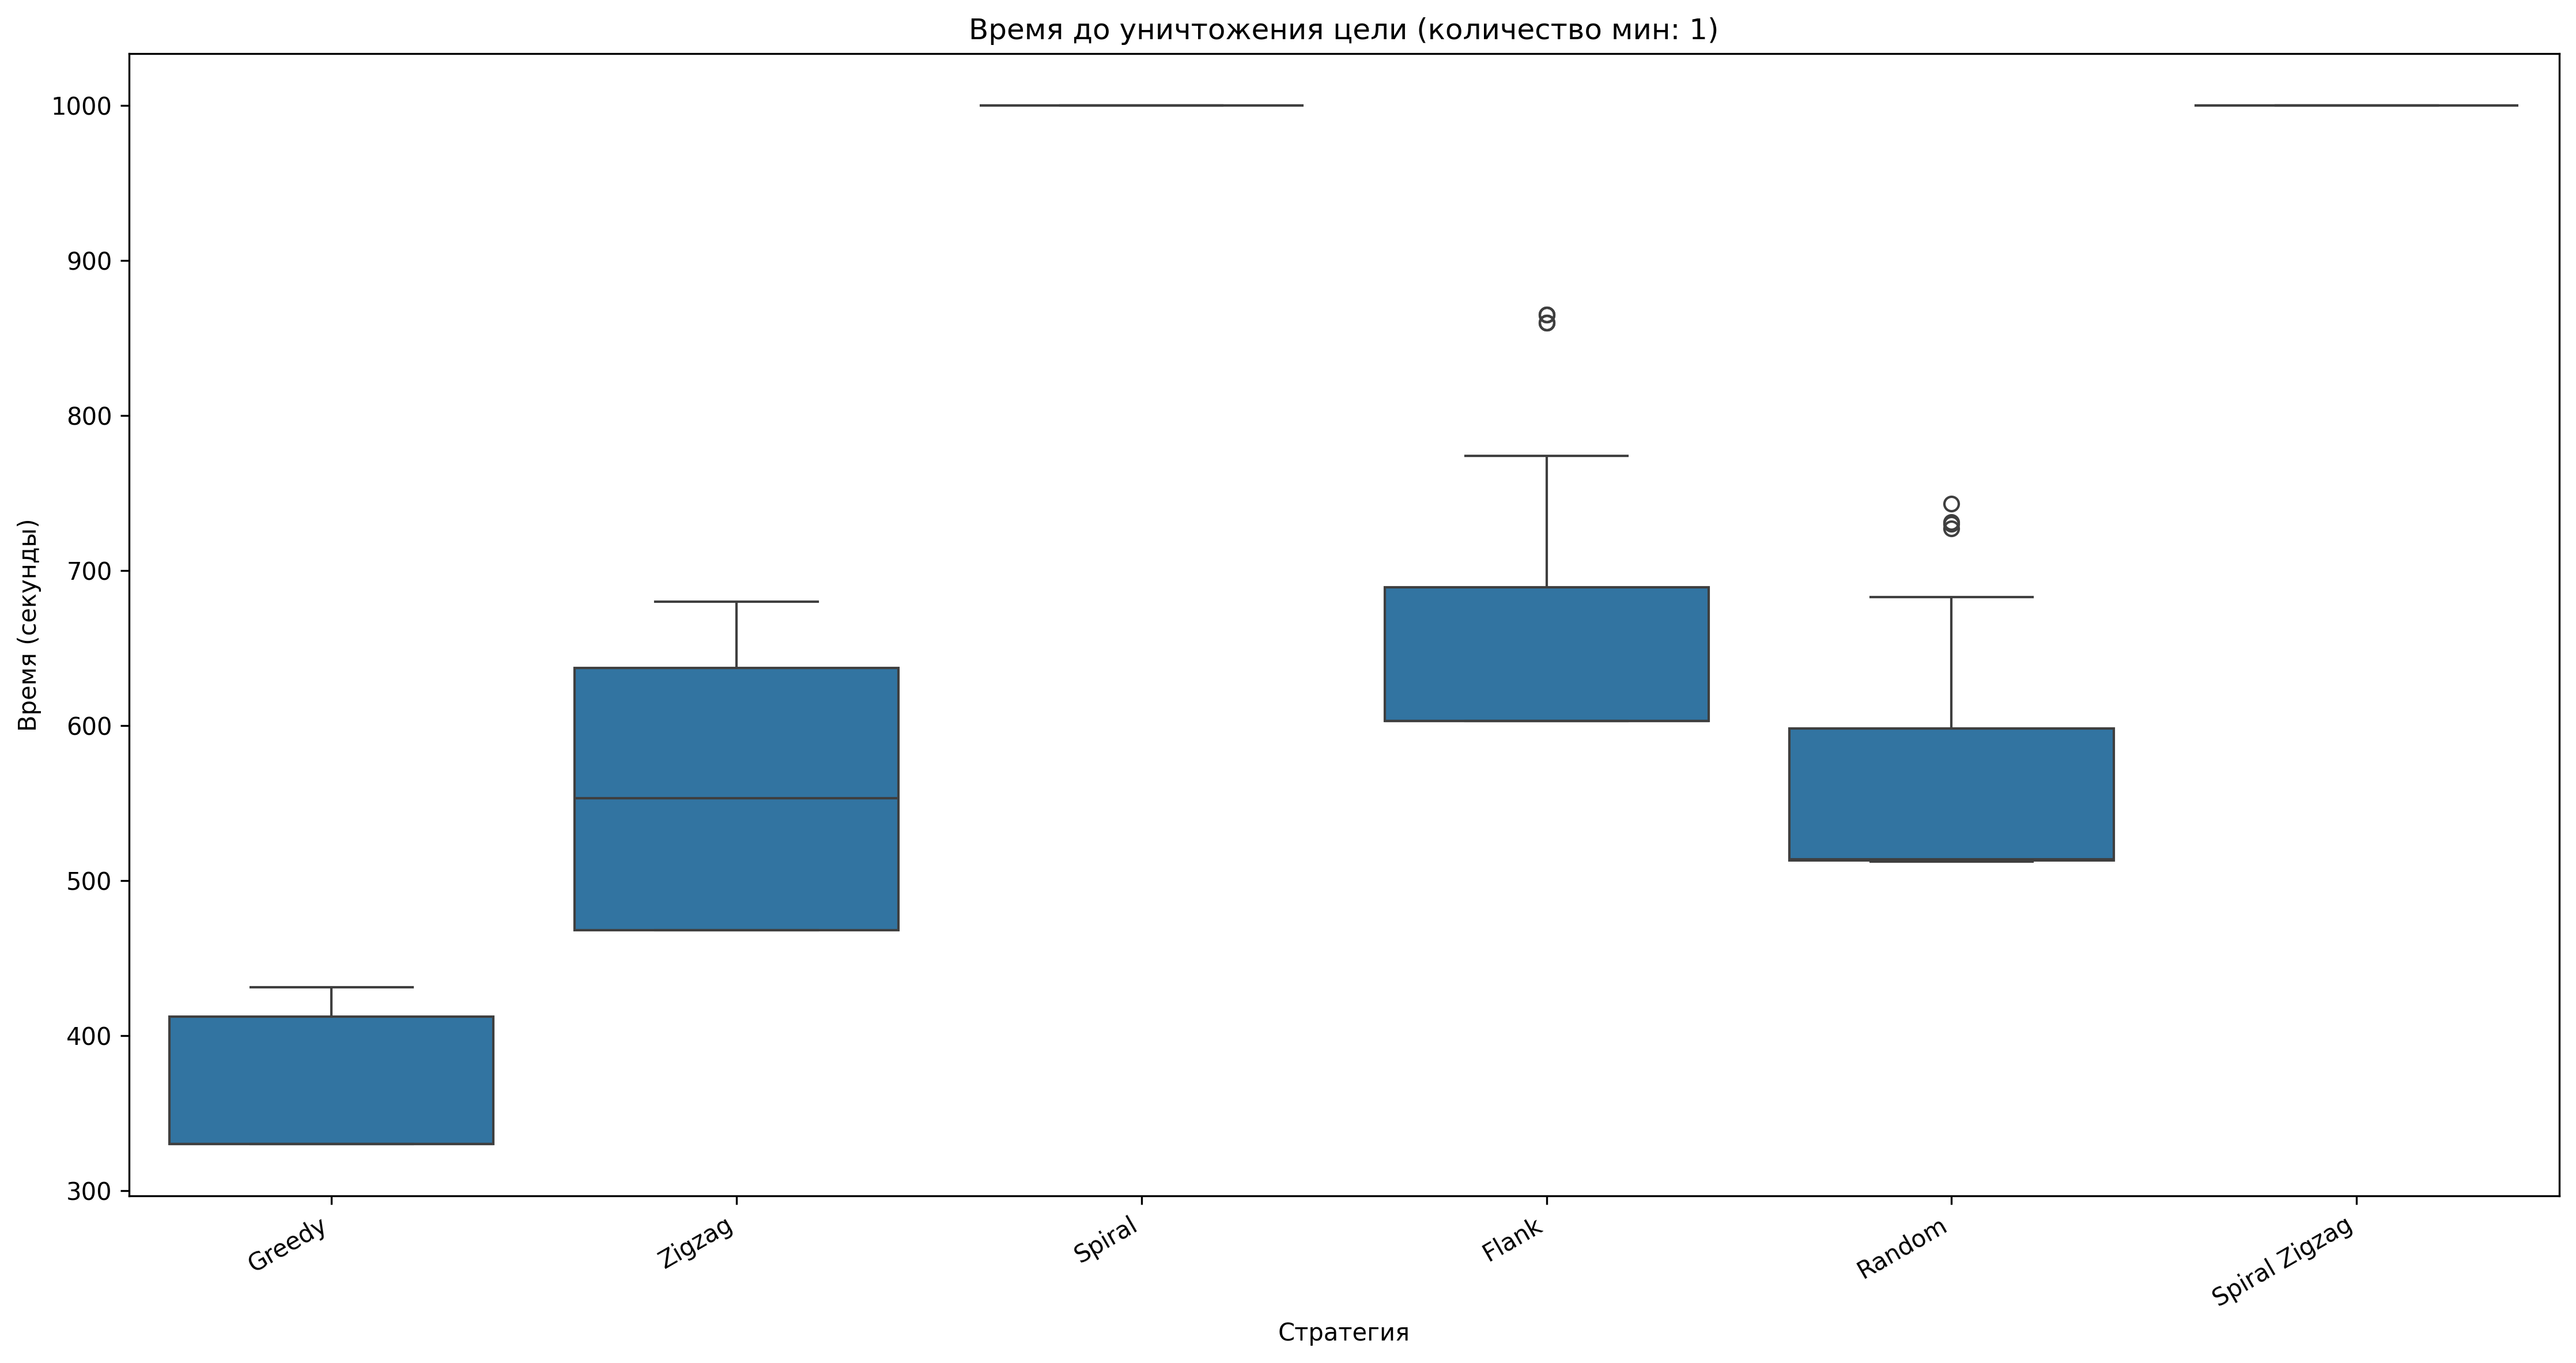 Время до уничтожения цели (количество мин: 1)
1000
900
800
700
600
500
400
300
Время (секунды)
Greedy
Zigzag
Spiral
Flank
Random
Spiral Zigzag
Стратегия